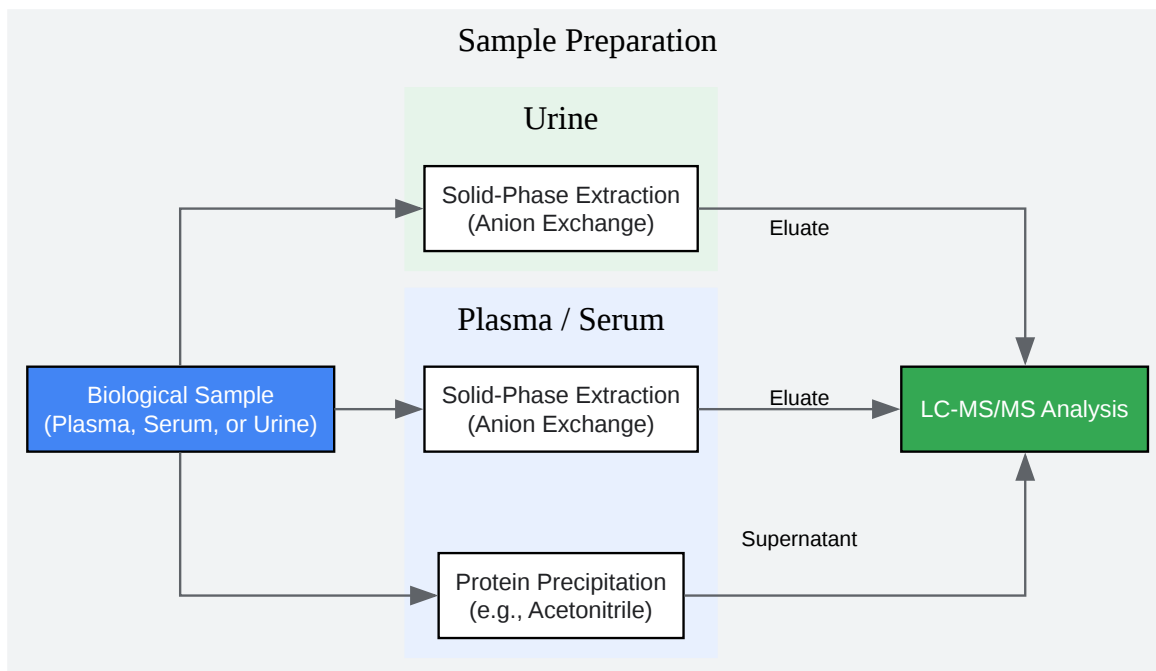 Sample Preparation
Urine
Solid-Phase Extraction
(Anion Exchange)
Eluate
Plasma / Serum
Biological Sample
(Plasma, Serum, or Urine)
Solid-Phase Extraction
(Anion Exchange)
Eluate
LC-MS/MS Analysis
Supernatant
Protein Precipitation
(e.g., Acetonitrile)